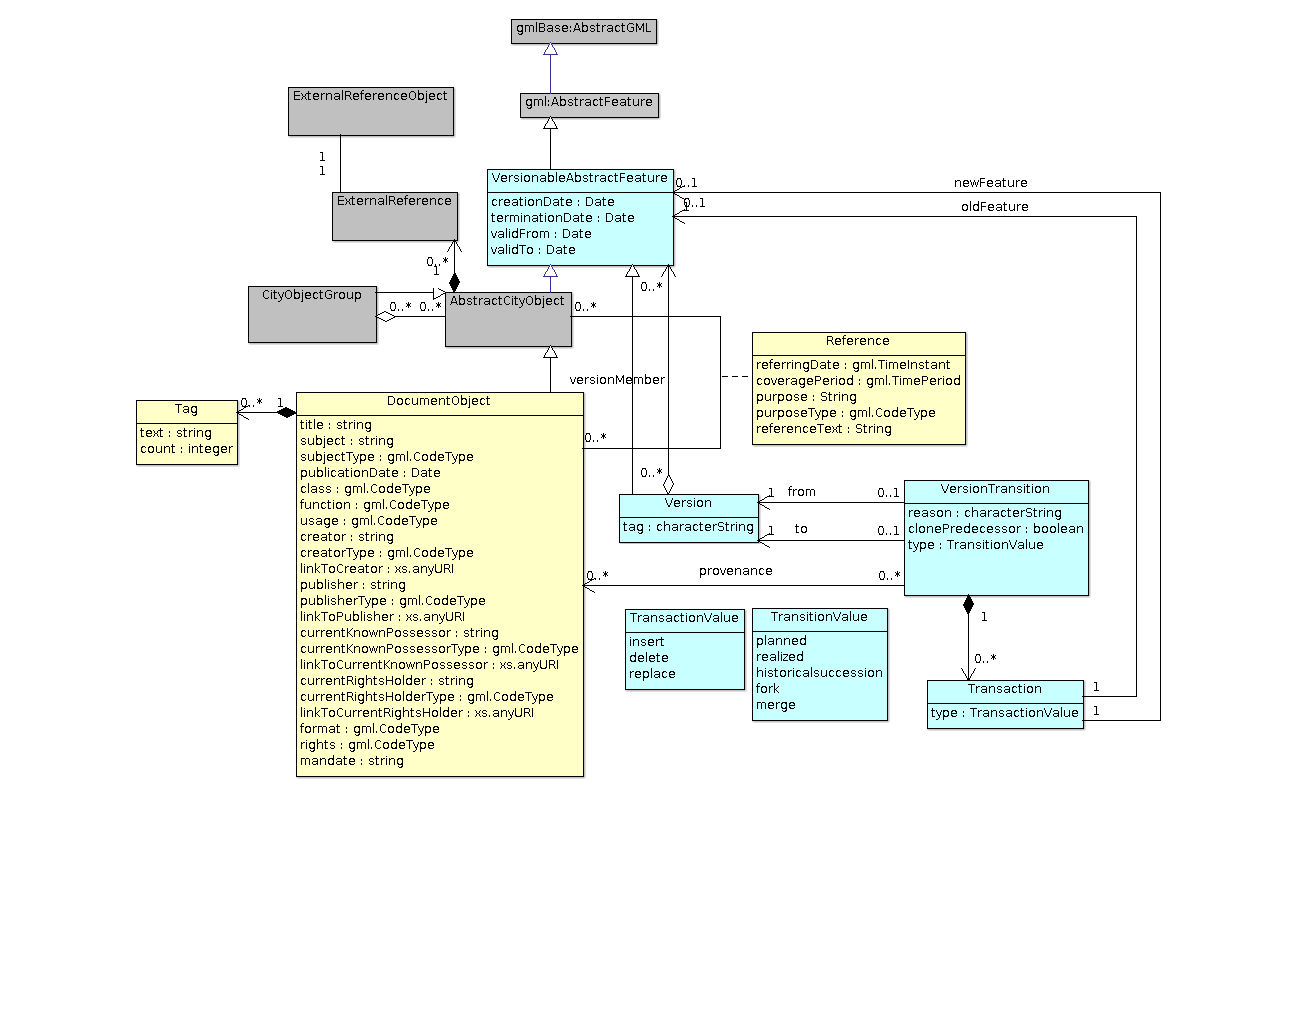 gmlBase:AbstractGML
gml:AbstractFeature
ExternalReferenceObject
1
1
ExternalReference
VersionableAbstractFeature
creationDate : Date
terminationDate : Date
validFrom : Date
validTo : Date
0..1
newFeature
0..1
oldFeature
0..*
1
CityObjectGroup
0..* 0..*
AbstractCityObject
0..*
0..*
versionMember
Reference
referringDate : gml.TimeInstant
coveragePeriod : gml.TimePeriod
purpose : String
purposeType : gml.CodeType
referenceText : String
Tag
text : string
count : integer
0..* 1
DocumentObject
title : string
subject : string
subjectType : gml.CodeType
publicationDate : Date
class : gml.CodeType
function : gml.CodeType
usage : gml.CodeType
creator : string
creatorType : gml.CodeType
linkToCreator : xs.anyURI
publisher : string
publisherType : gml.CodeType
linkToPublisher : xs.anyURI
currentKnownPossessor : string
currentKnownPossessorType : gml.CodeType
linkToCurrentKnownPossessor : xs.anyURI
currentRightsHolder : string
currentRightsHolderType : gml.CodeType
linkToCurrentRightsHolder : xs.anyURI
format : gml.CodeType
rights : gml.CodeType
mandate : string
0..*
0..*
Version
tag : characterString
1 from 0..1
1 to 0..1
VersionTransition
reason : characterString
clonePredecessor : boolean
type : TransitionValue
0..* provenance 0..*
TransactionValue
insert
delete
replace
TransitionValue
planned
realized
historicalsuccession
fork
merge
1
0..*
Transaction
type : TransactionValue
1
1